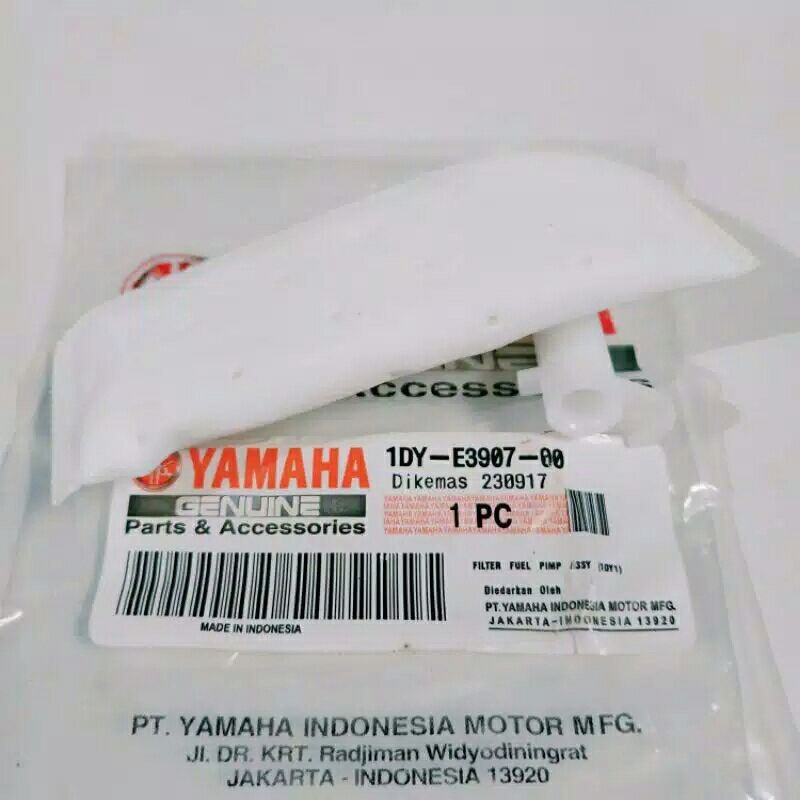 Access
YAMAHA
GENUINE
Parts & Accessories
1DY-E3907-00
Dikemas 230917
1 PC
FILTER FUEL PIMP ASSY (1DY1)
Diedarkan Oleh
PT.YAMAHA INDONESIA MOTOR MFG.
JAKARTA-INDONESIA 13920
MADE IN INDONESIA
PT. YAMAHA INDONESIA MOTOR MFG.
Jl. DR. KRT. Radjiman Widyodiningrat
JAKARTA - INDONESIA 13920